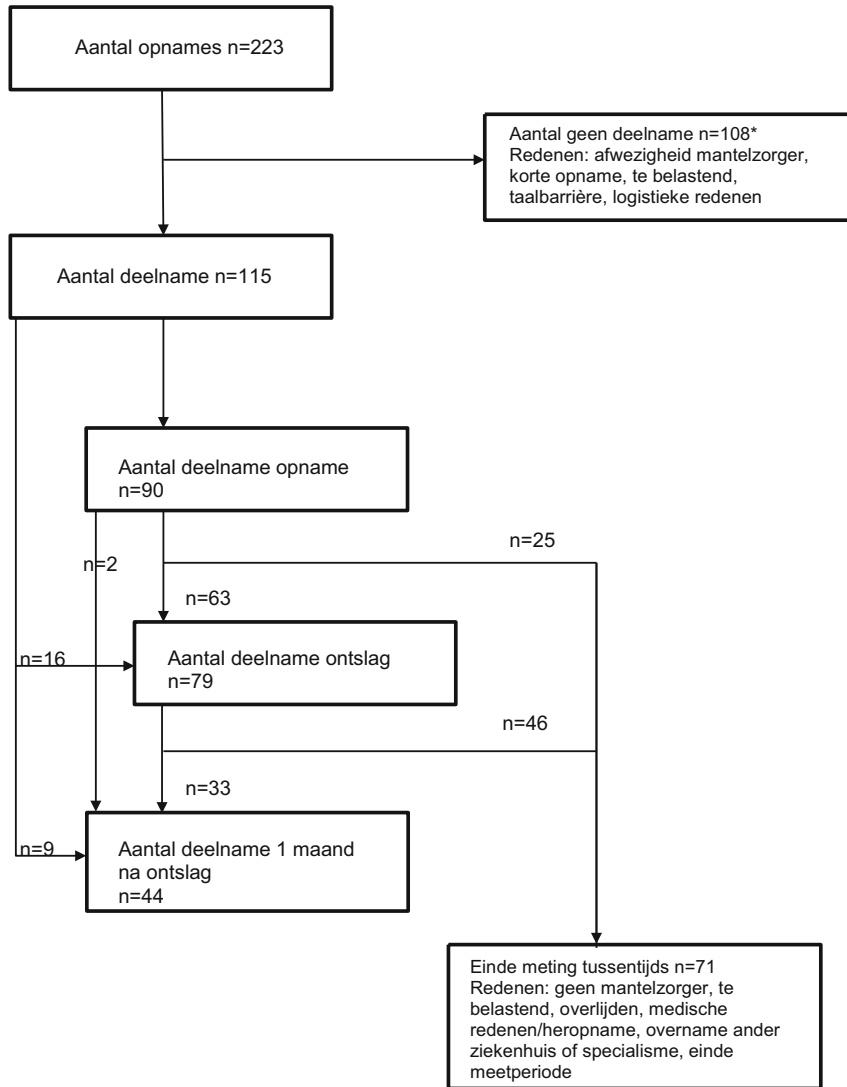 Aantal opnames n=223
Aantal geen deelname n=108*
Redenen: afwezigheid mantelzorger,
korte opname, te belastend,
taalbarrière, logistieke redenen
Aantal deelname n=115
Aantal deelname opname
n=90
n=2
n=25
n=63
n=16
Aantal deelname ontslag
n=79
n=46
n=33
n=9
Aantal deelname 1 maand
na ontslag
n=44
Einde meting tussentijds n=71
Redenen: geen mantelzorger, te
belastend, overlijden, medische
redenen/heropname, overname ander
ziekenhuis of specialisme, einde
meetperiode